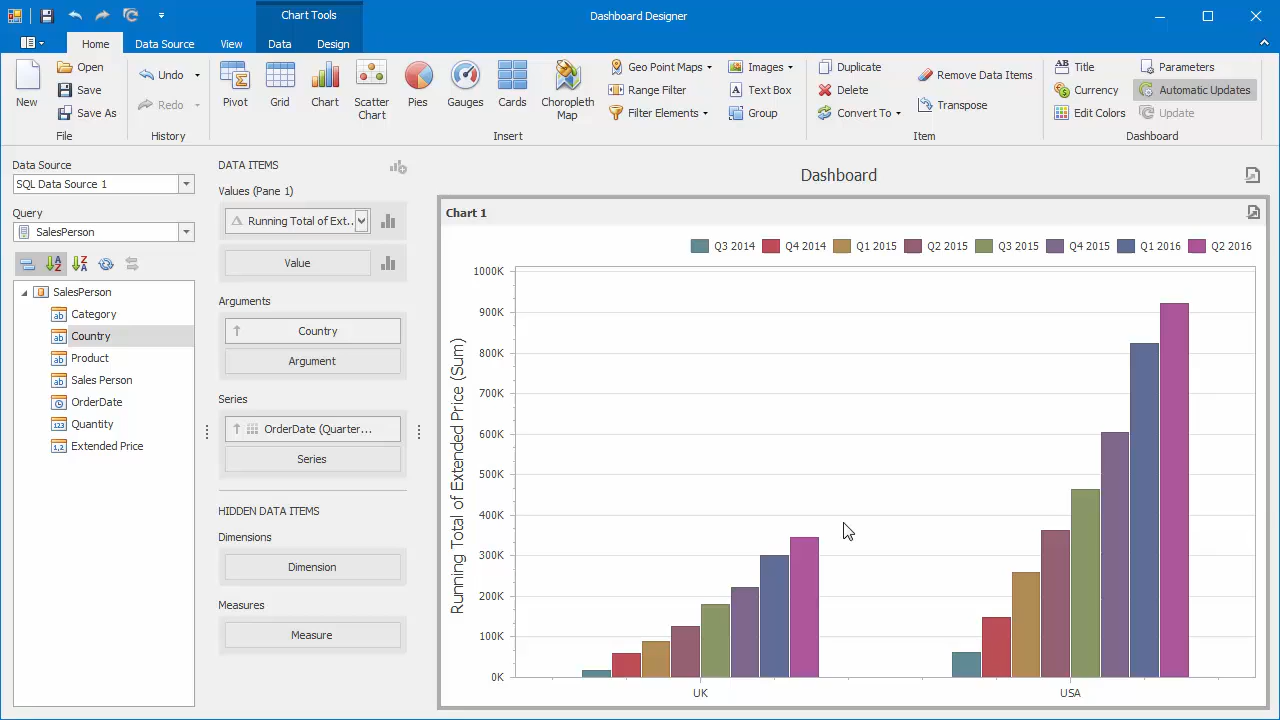 Chart Tools
Dashboard Designer
Home
Data Source
View
Data
Design
New
Open
Save
Save As
File
Undo
Redo
History
Pivot
Grid
Chart
Scatter
Chart
Pies
Gauges
Cards
Choropleth
Map
Geo Point Maps
Range Filter
Filter Elements
Images
Text Box
Group
Insert
Duplicate
Delete
Convert To
Remove Data Items
Transpose
Item
Title
Currency
Edit Colors
Parameters
Automatic Updates
Update
Dashboard
Data Source
SQL Data Source 1
Query
SalesPerson
SalesPerson
Category
Country
Product
Sales Person
OrderDate
Quantity
Extended Price
DATA ITEMS
Values (Pane 1)
Running Total of Ext..
Value
Arguments
Country
Argument
Series
OrderDate (Quarter...
Series
HIDDEN DATA ITEMS
Dimensions
Dimension
Measures
Measure
Dashboard
Chart 1
Q3 2014
Q4 2014
Q1 2015
Q2 2015
Q3 2015
Q4 2015
Q1 2016
Q2 2016
Running Total of Extended Price (Sum)
1000K
900K
800K
700K
600K
500K
400K
300K
200K
100K
0K
UK
USA